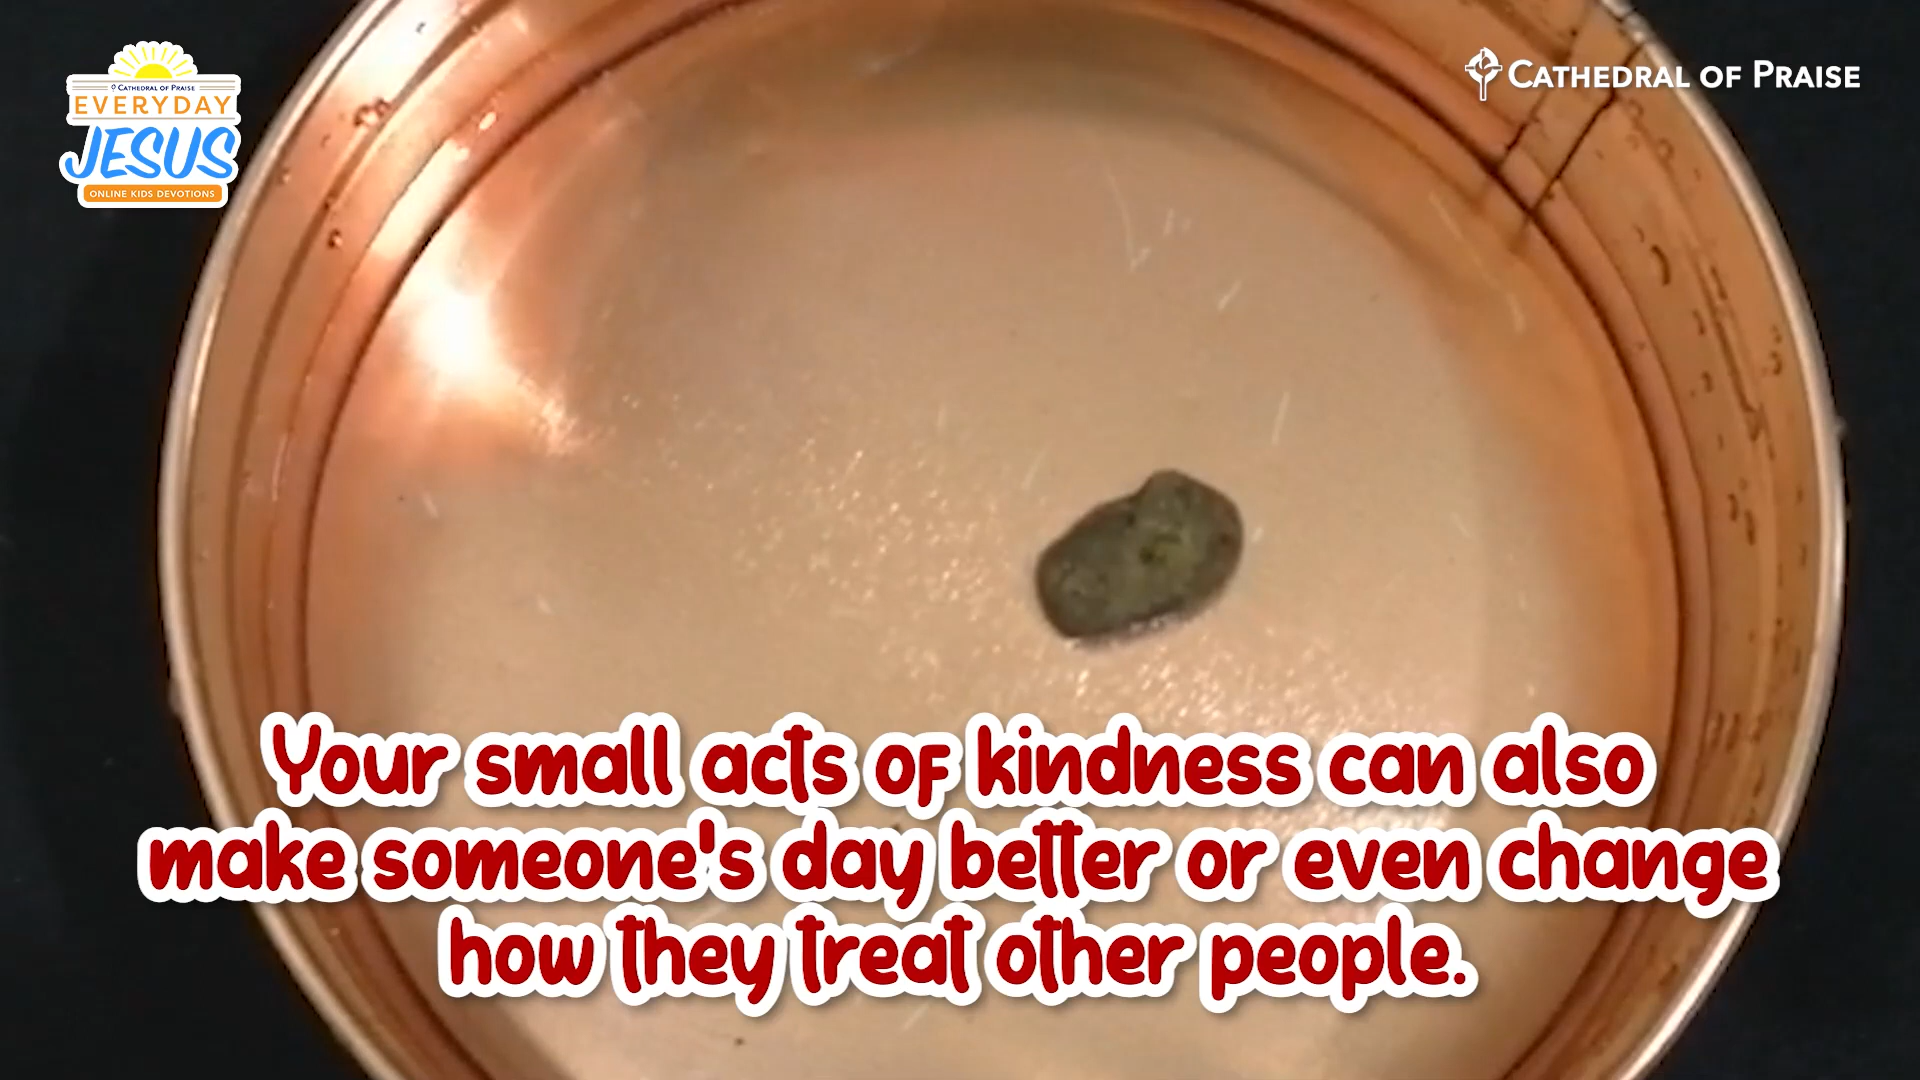 CATHEDRAL OF PRAISE
EVERYDAY
JESUS
ONLINE KIDS DEVOTIONS
CATHEDRAL OF PRAISE
Your small acts of kindness can also
make someone's day better or even change
how they treat other people.